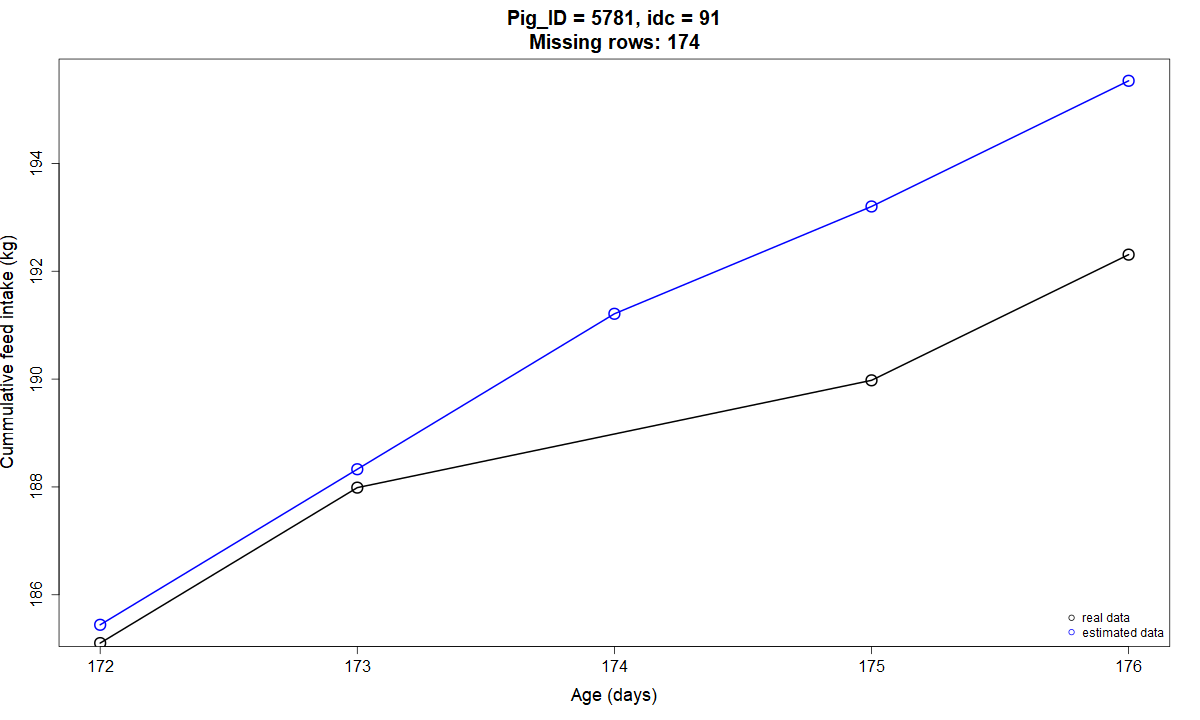 Pig_ID = 5781, idc = 91
Missing rows: 174
Cummulative feed intake (kg)
194
192
190
188
186
172 173 174 175 176
Age (days)
real data
estimated data